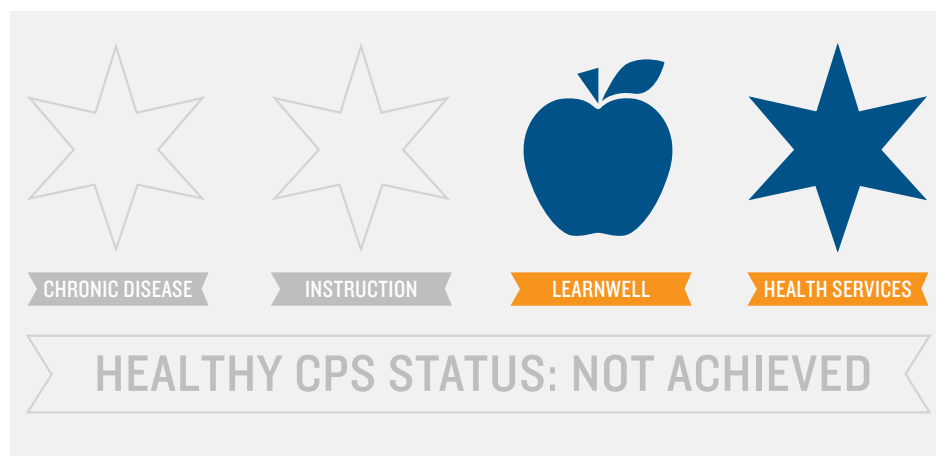 CHRONIC DISEASE
INSTRUCTION
LEARNWELL
HEALTH SERVICES
HEALTHY CPS STATUS: NOT ACHIEVED